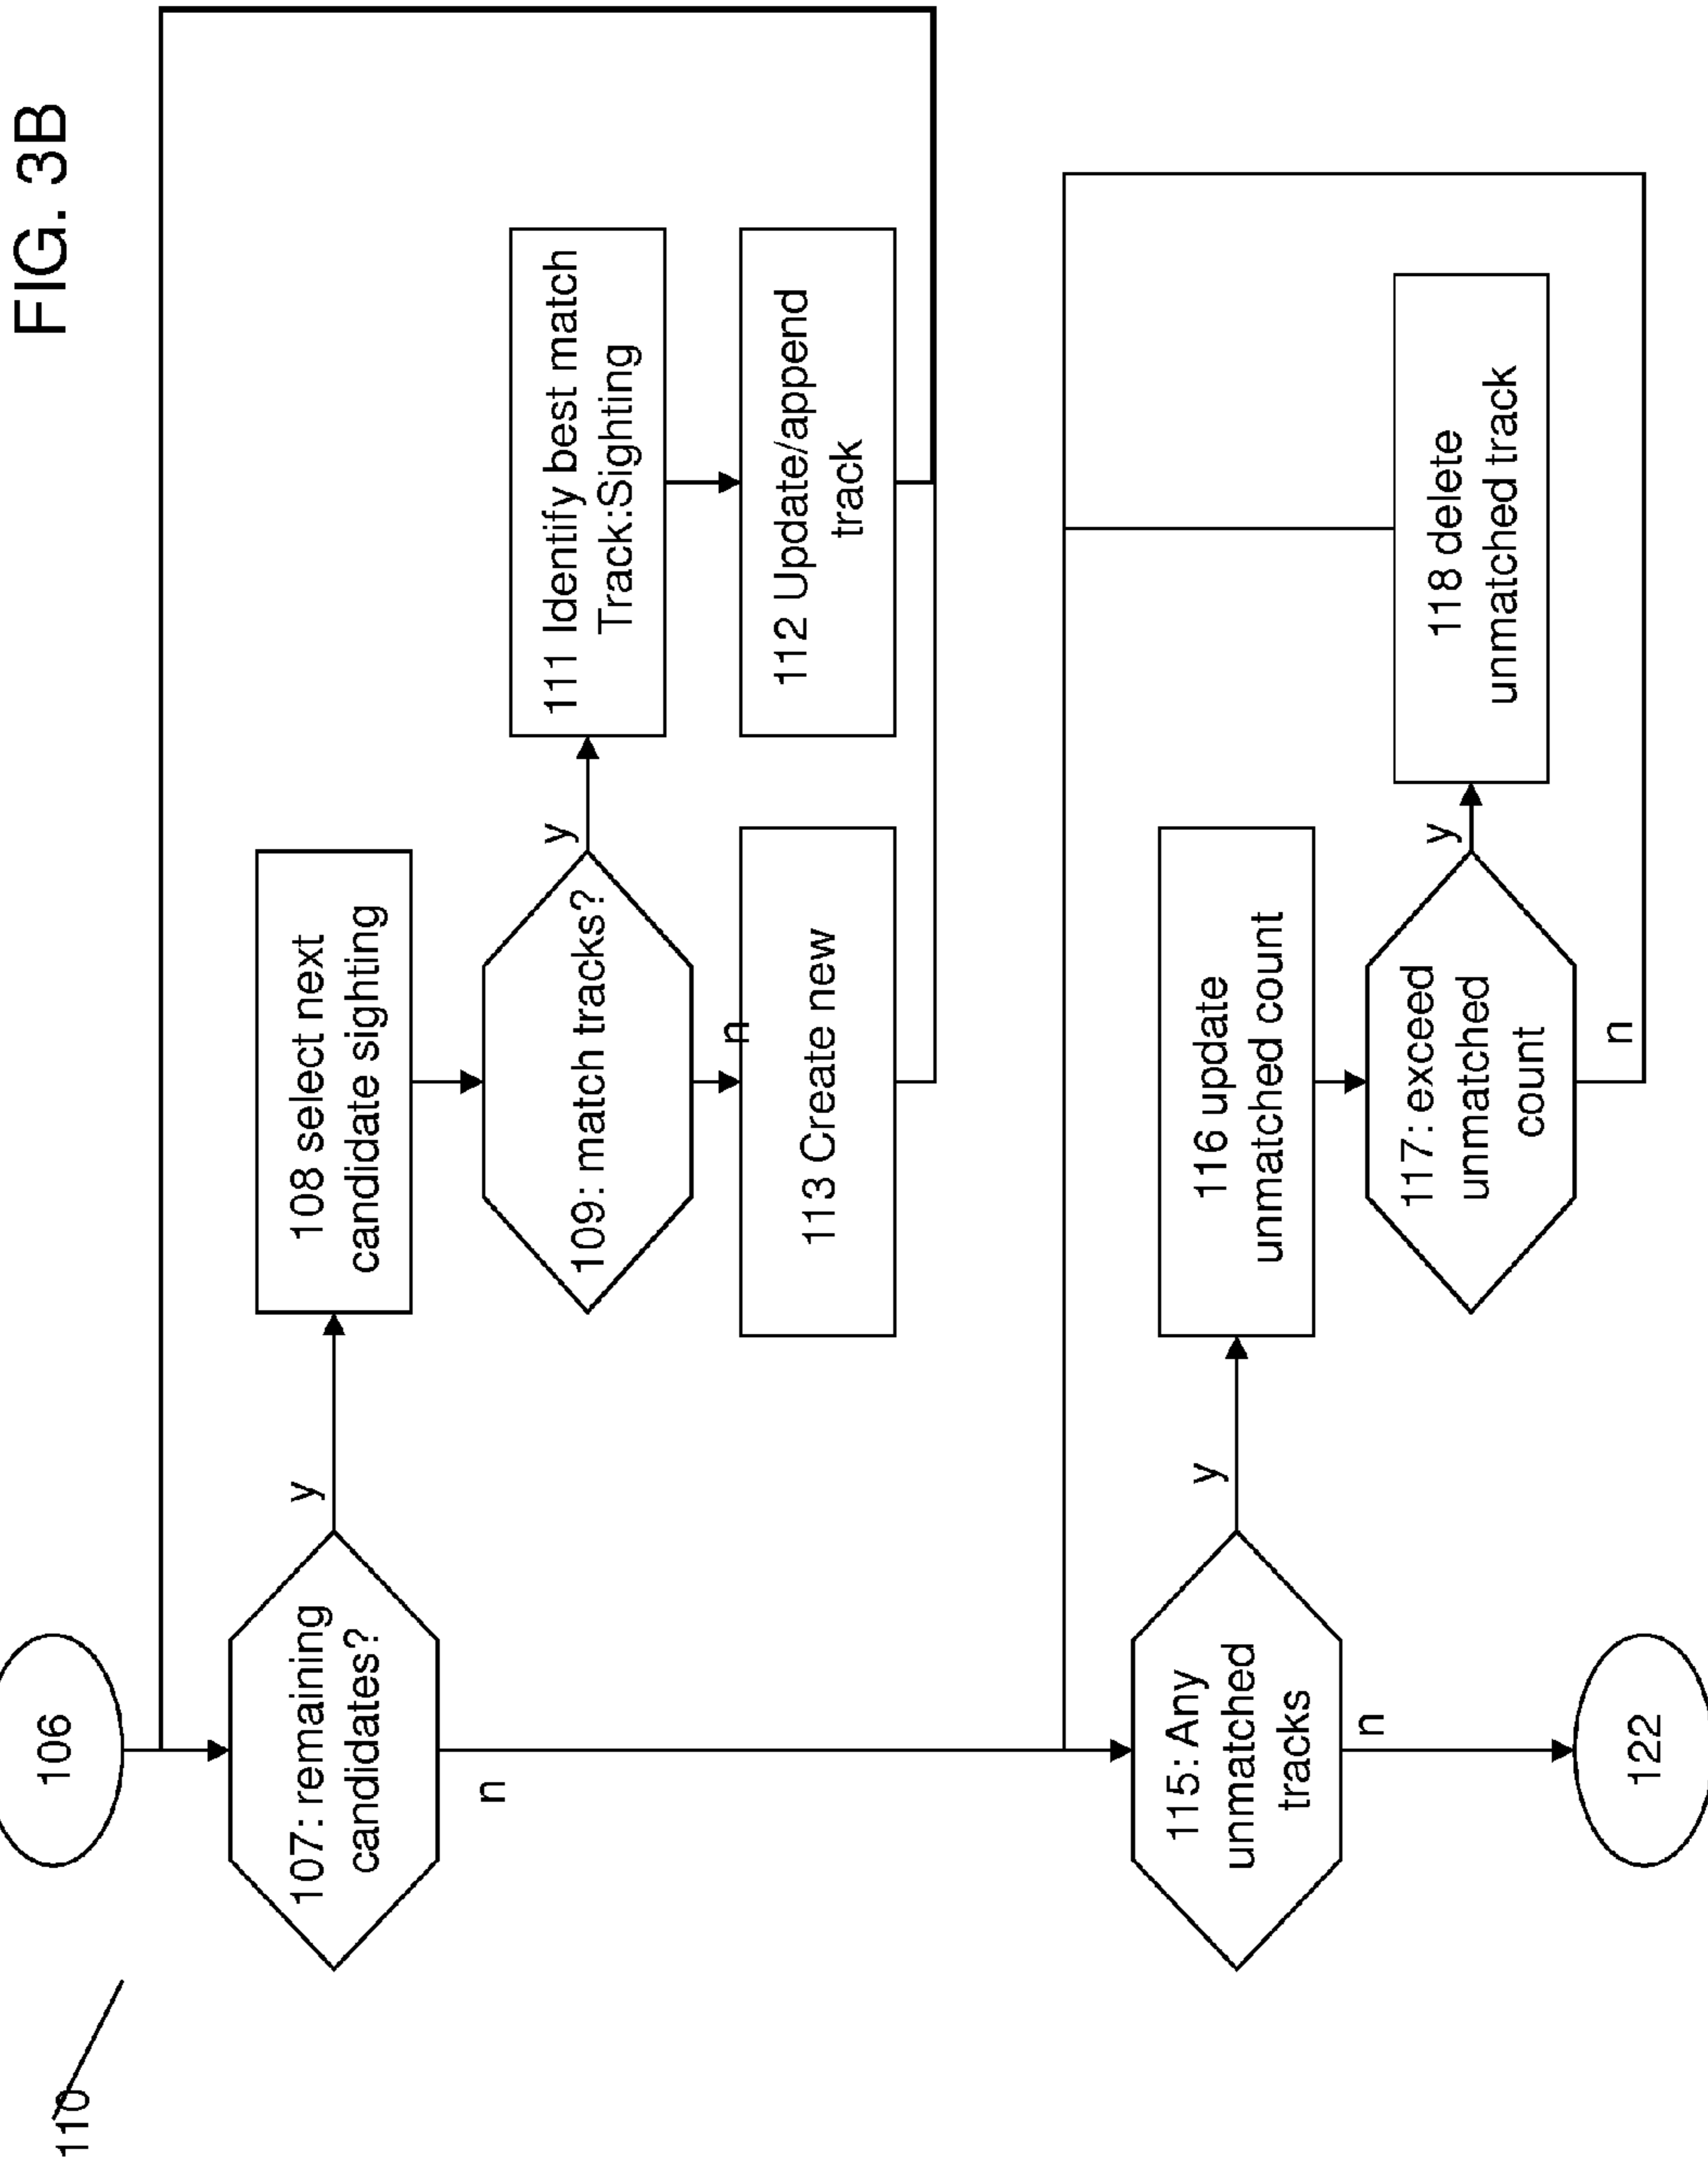 FIG. 3B
110
106
107: remaining
candidates?
y
n
108 select next
candidate sighting
109: match tracks?
y
n
111 Identify best match
Track:Sighting
112 Update/append
track
113 Create new
115: Any
unmatched
tracks
y
n
116 update
unmatched count
117: exceed
unmatched
count
y
n
118 delete
unmatched track
122